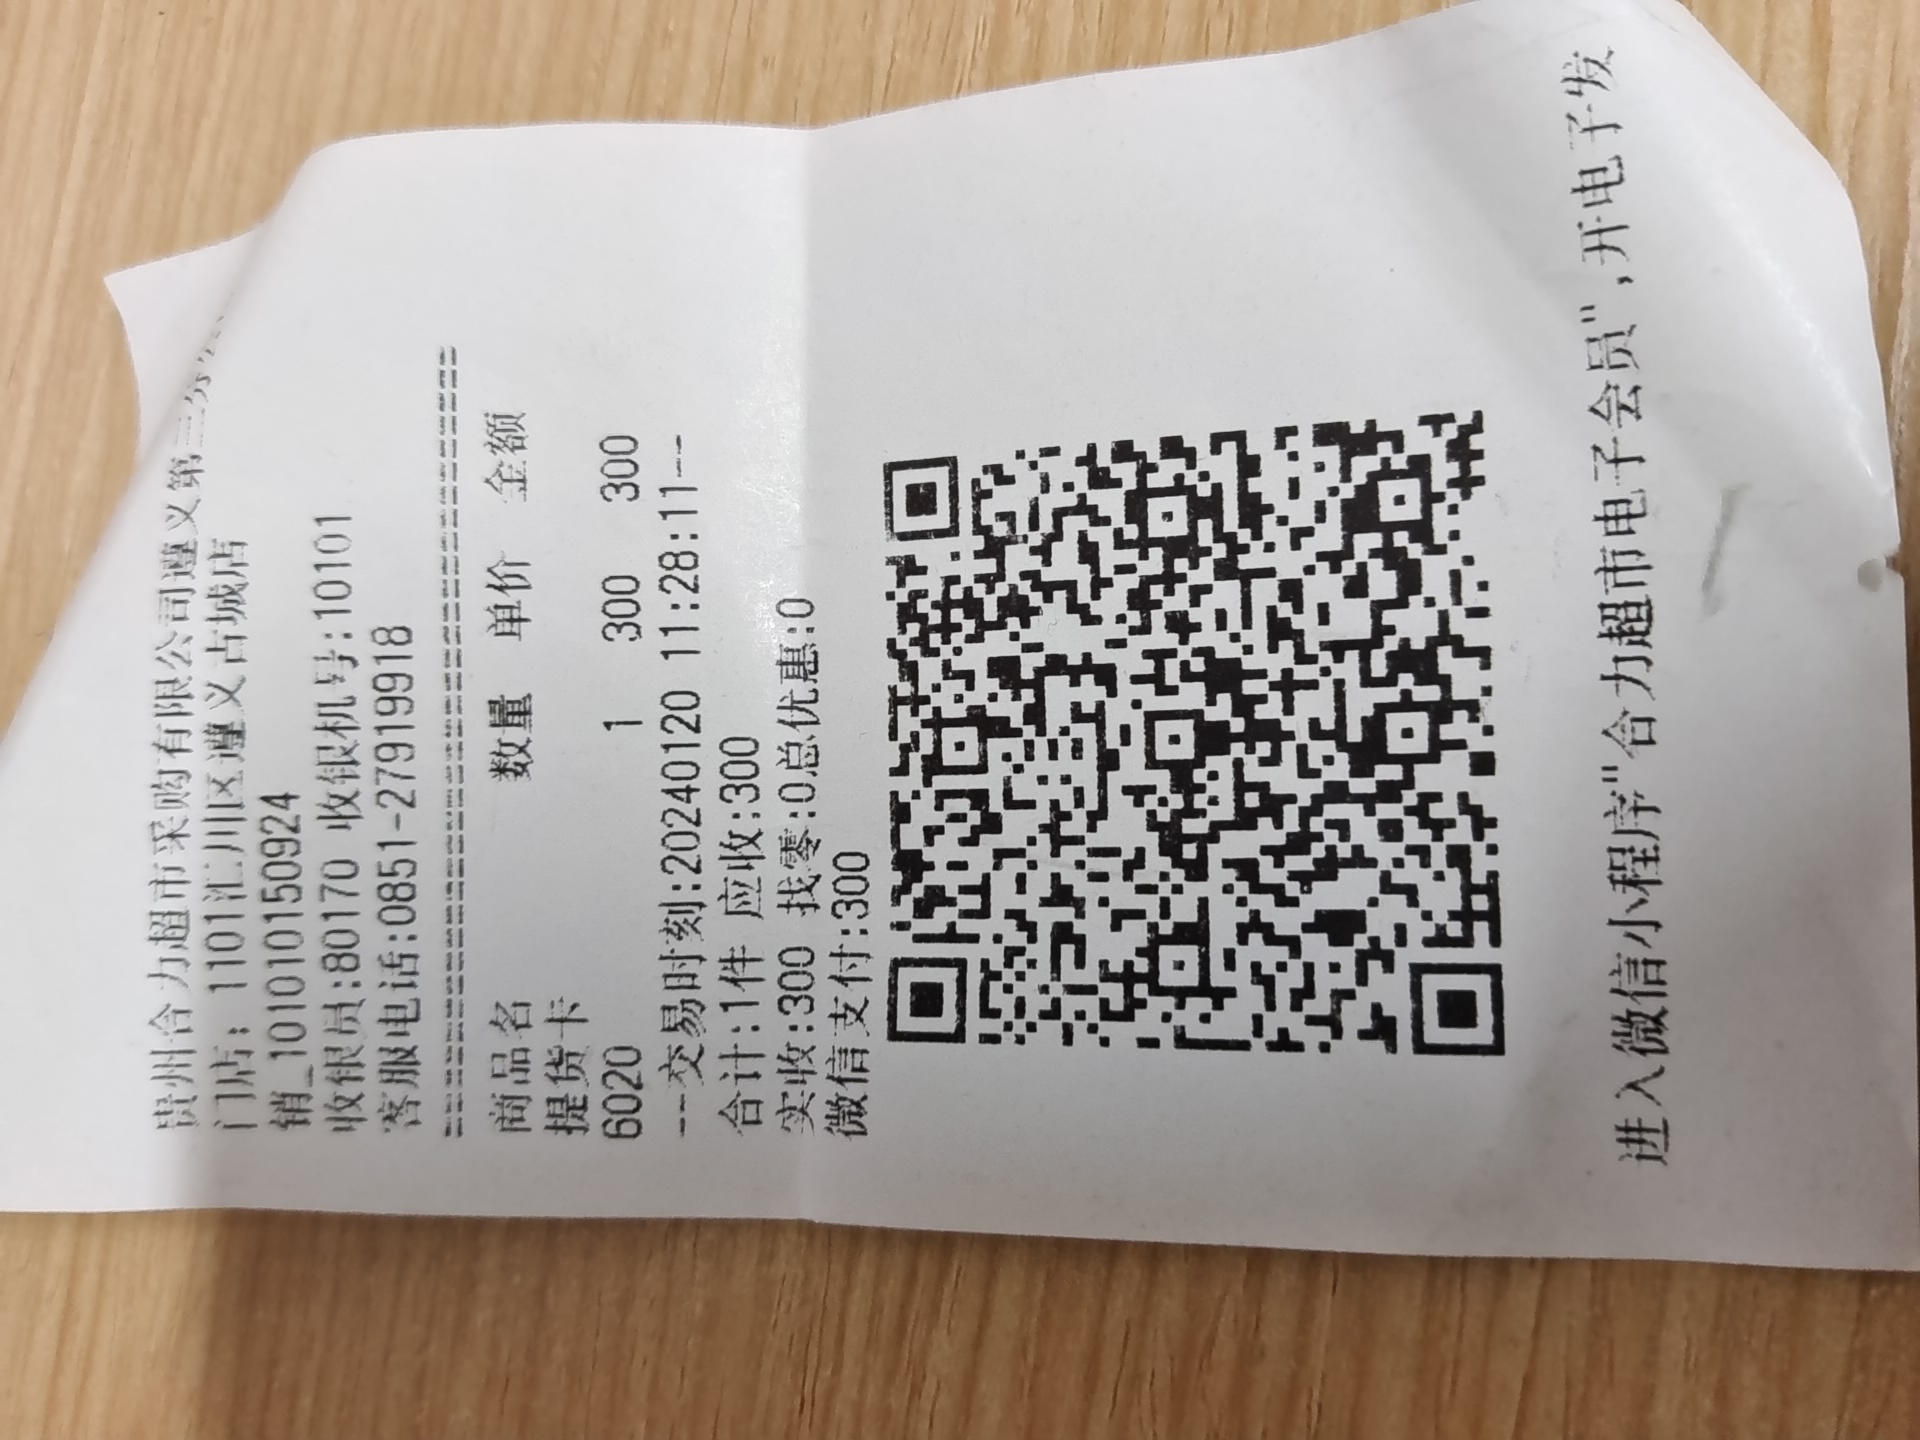 贵州合力超市采购有限公司遵义第三分
门店: 1101汇川区遵义古城店
销_1010101509​24
收银员:80170 收银机号:10101
客服电话:0851-27919918
商品名 数量 单价 金额
提货卡
6020 1 300 300
---交易时刻:20240120 11:28:11--
合计:1件 应收:300
实收:300 找零:0总优惠:0
微信支付:300
进入微信小程序"合力超市电子会员",开电子发